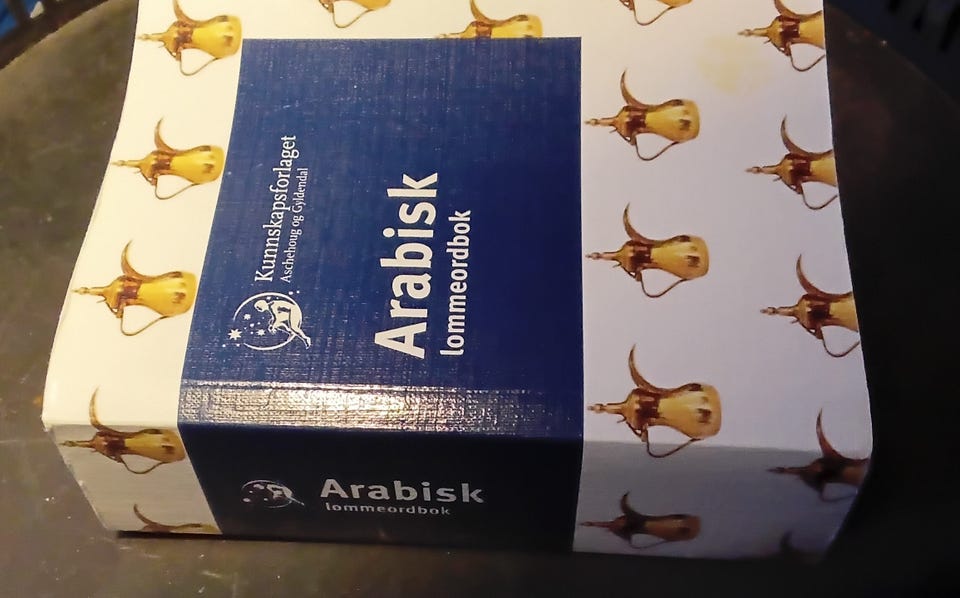 Kunnskapsforlaget
Aschehoug og Gyldendal
Arabisk
lommeordbok
Arabisk
lommeordbok